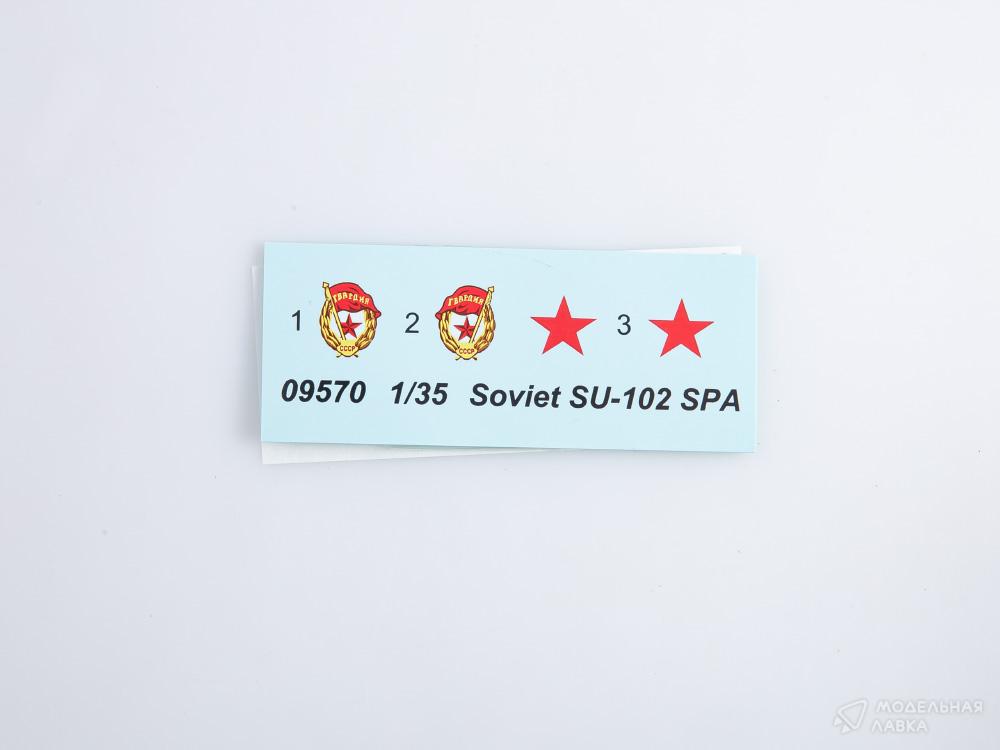 ГВАРДИЯ
ГВАРДИЯ
1
2
3
СССР
СССР
09570 1/35 Soviet SU-102 SPA
МОДЕЛЬНАЯ
ЛАВКА